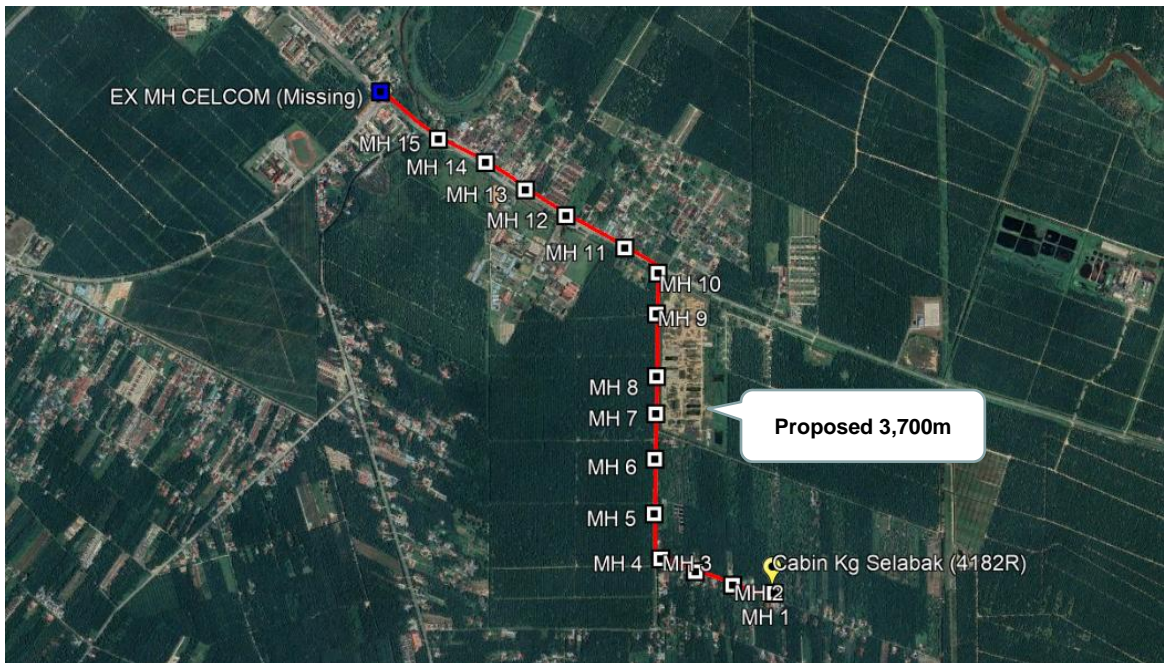 EX MH CELCOM (Missing)
MH 15
MH 14
MH 13
MH 12
MH 11
MH 10
MH 9
MH 8
MH 7
Proposed 3,700m
MH 6
MH 5
MH 4
MH 3
Cabin Kg Selabak (4182R)
MH 2
MH 1